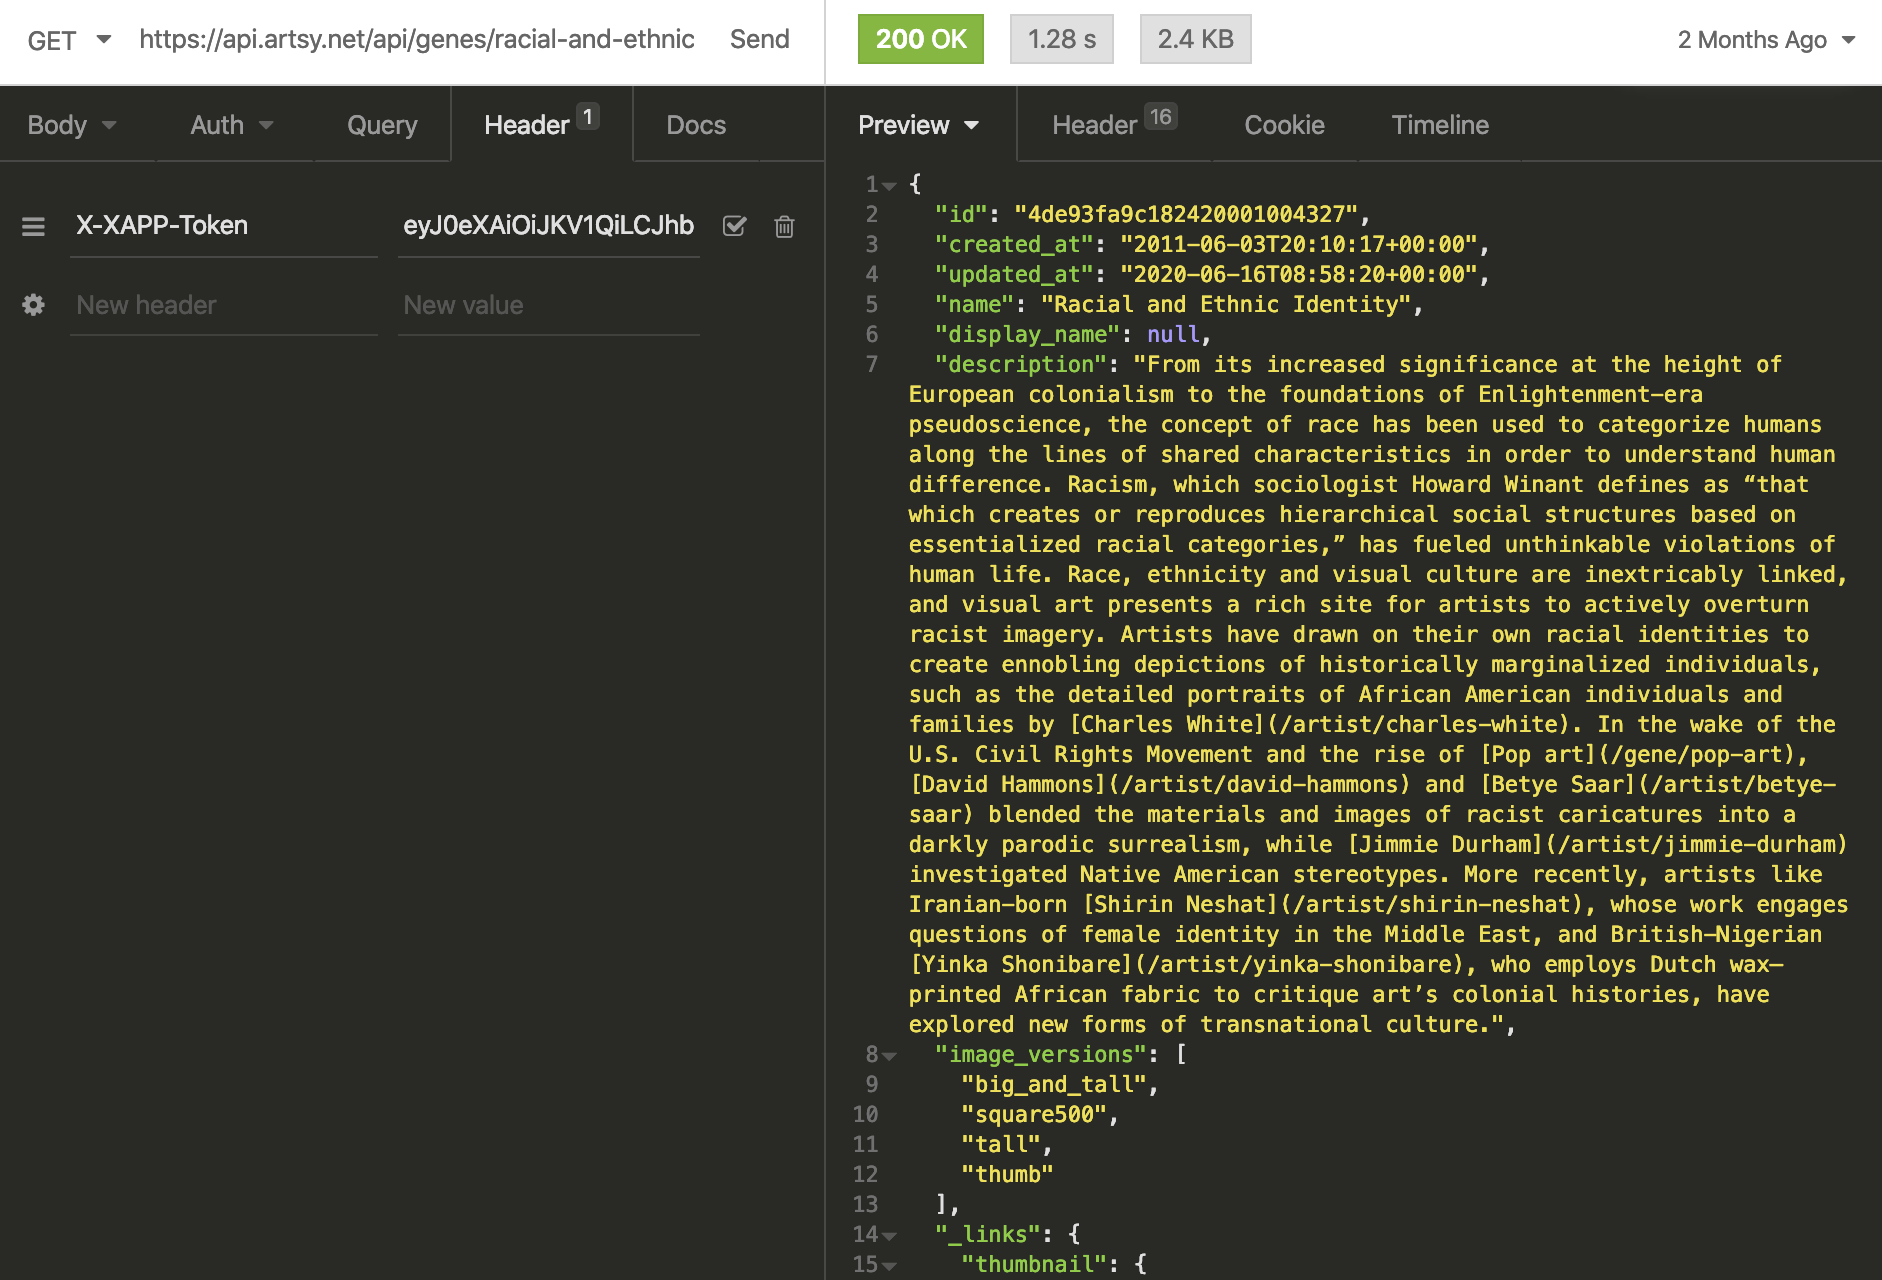 GET https://api.artsy.net/api/genes/racial-and-ethnic Send
200 OK 1.28 s 2.4 KB 2 Months Ago
Body Auth Query Header 1 Docs
Preview Header 16 Cookie Timeline
X-XAPP-Token eyJ0eXAiOiJKV1QiLCJhb
New header New value
1 {
2 "id": "4de93fa9c182420001004327",
3 "created_at": "2011-06-03T20:10:17+00:00",
4 "updated_at": "2020-06-16T08:58:20+00:00",
5 "name": "Racial and Ethnic Identity",
6 "display_name": null,
7 "description": "From its increased significance at the height of
European colonialism to the foundations of Enlightenment–era
pseudoscience, the concept of race has been used to categorize humans
along the lines of shared characteristics in order to understand human
difference. Racism, which sociologist Howard Winant defines as “that
which creates or reproduces hierarchical social structures based on
essentialized racial categories,” has fueled unthinkable violations of
human life. Race, ethnicity and visual culture are inextricably linked,
and visual art presents a rich site for artists to actively overturn
racist imagery. Artists have drawn on their own racial identities to
create ennobling depictions of historically marginalized individuals,
such as the detailed portraits of African American individuals and
families by [Charles White](/artist/charles-white). In the wake of the
U.S. Civil Rights Movement and the rise of [Pop art](/gene/pop-art),
[David Hammons](/artist/david-hammons) and [Betye Saar](/artist/betye-
saar) blended the materials and images of racist caricatures into a
darkly parodic surrealism, while [Jimmie Durham](/artist/jimmie-durham)
investigated Native American stereotypes. More recently, artists like
Iranian–born [Shirin Neshat](/artist/shirin-neshat), whose work engages
questions of female identity in the Middle East, and British–Nigerian
[Yinka Shonibare](/artist/yinka-shonibare), who employs Dutch wax–
printed African fabric to critique art’s colonial histories, have
explored new forms of transnational culture.",
8 "image_versions": [
9 "big_and_tall",
10 "square500",
11 "tall",
12 "thumb"
13 ],
14 "_links": {
15 "thumbnail": {